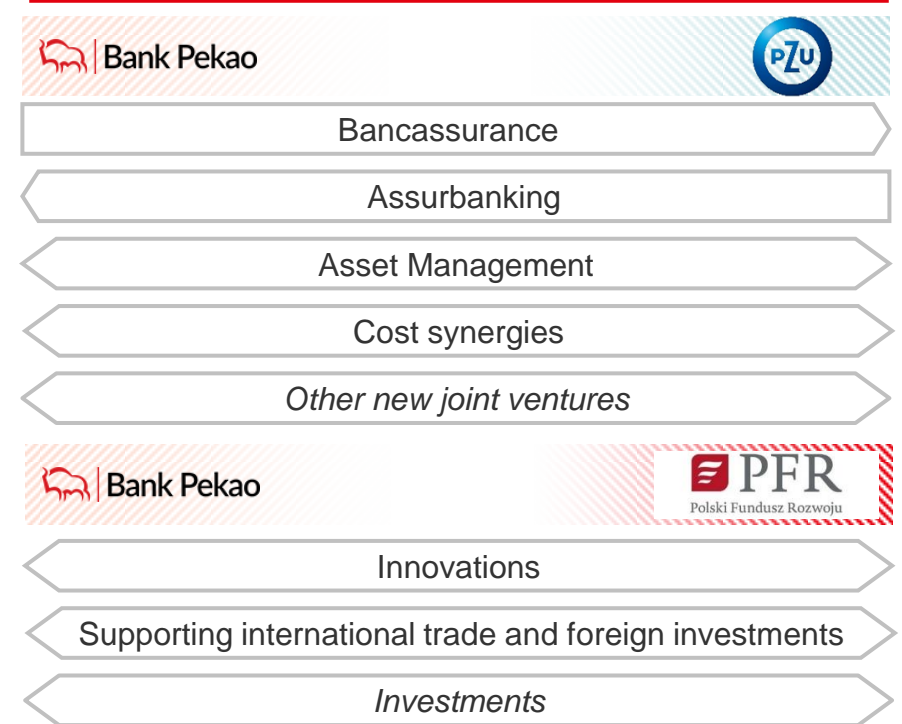 Bank Pekao
PZU
Bancassurance
Assurbanking
Asset Management
Cost synergies
Other new joint ventures
Bank Pekao
PFR
Polski Fundusz Rozwoju
Innovations
Supporting international trade and foreign investments
Investments